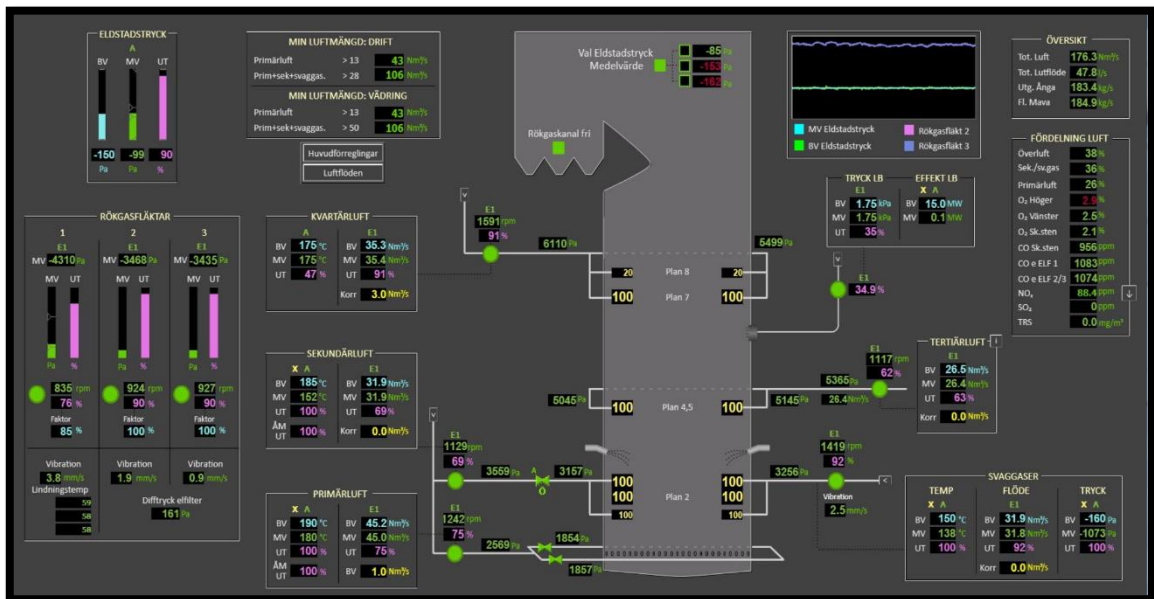 ELDSTADSTRYCK
A
BV MV UT
-150 -99 90
Pa Pa %
MIN LUFTMÄNGD: DRIFT
Primärluft > 13 43 Nm³/s
Prim+sek+svaggas. > 28 106 Nm³/s
MIN LUFTMÄNGD: VÄDRING
Primärluft > 13 43 Nm³/s
Prim+sek+svaggas. > 50 106 Nm³/s
Huvudförreglingar
Luftflöden
Val Eldstadstryck
Medelvärde
-85 Pa
-153 Pa
-162 Pa
Rökgaskanal fri
MV Eldstadstryck
BV Eldstadstryck
Rökgasfläkt 2
Rökgasfläkt 3
ÖVERSIKT
Tot. Luft 176.3 Nm³/s
Tot. Lutflöde 47.8 l/s
Utg. Ånga 183.4 kg/s
Fl. Mava 184.9 kg/s
FÖRDELNING LUFT
Överluft 38 %
Sek./sv.gas 36 %
Primärluft 26 %
O₂ Höger 2.9 %
O₂ Vänster 2.5 %
O₂ Sk.sten 2.1 %
CO Sk.sten 956 ppm
CO e ELF 1 1083 ppm
CO e ELF 2/3 1074 ppm
NOₓ 88.4 ppm
SO₂ 0 ppm
TRS 0.0 mg/m³
TRYCK LB
E1
BV 1.75 kPa
MV 1.75 kPa
UT 35 %
EFFEKT LB
X A
BV 15.0 MW
MV 0.1 MW
E1
34.9 %
RÖKGASFLÄKTAR
1 2 3
E1 E1 E1
MV -4310 Pa MV -3468 Pa MV -3435 Pa
MV UT MV UT MV UT
Pa % Pa % Pa %
835 rpm 924 rpm 927 rpm
76 % 90 % 90 %
Faktor Faktor Faktor
85 % 100 % 100 %
Vibration Vibration Vibration
3.8 mm/s 1.9 mm/s 0.9 mm/s
Lindningstemp
59
58
58
Difftryck elfilter
161 Pa
KVARTÄRLUFT
A E1
BV 175 °C BV 35.3 Nm³/s
MV 175 °C MV 35.4 Nm³/s
UT 47 % UT 91 %
Korr 3.0 Nm³/s
E1
1591 rpm
91 %
6110 Pa
5499 Pa
20 Plan 8 20
100 Plan 7 100
SEKUNDÄRLUFT
X A E1
BV 185 °C BV 31.9 Nm³/s
MV 152 °C MV 31.9 Nm³/s
UT 100 % UT 69 %
ÅM UT 100 % Korr 0.0 Nm³/s
5045 Pa
100 Plan 4,5 100
5145 Pa
5365 Pa
26.4 Nm³/s
E1
1117 rpm
62 %
TERTIÄRLUFT
E1
BV 26.5 Nm³/s
MV 26.4 Nm³/s
UT 63 %
Korr 0.0 Nm³/s
E1
1129 rpm
69 %
3559 Pa
A
O
3157 Pa
100 100
100 Plan 2 100
100 100
3256 Pa
E1
1419 rpm
92 %
Vibration
2.5 mm/s
PRIMÄRLUFT
X A E1
BV 190 °C BV 45.2 Nm³/s
MV 180 °C MV 45.0 Nm³/s
UT 100 % UT 75 %
ÅM UT 100 % BV 1.0 Nm³/s
E1
1242 rpm
75 %
2569 Pa
1854 Pa
1857 Pa
SVAGGASER
TEMP FLÖDE TRYCK
X A E1 X A
BV 150 °C BV 31.9 Nm³/s BV -160 Pa
MV 138 °C MV 31.8 Nm³/s MV -1073 Pa
UT 100 % UT 92 % UT 100 %
Korr 0.0 Nm³/s